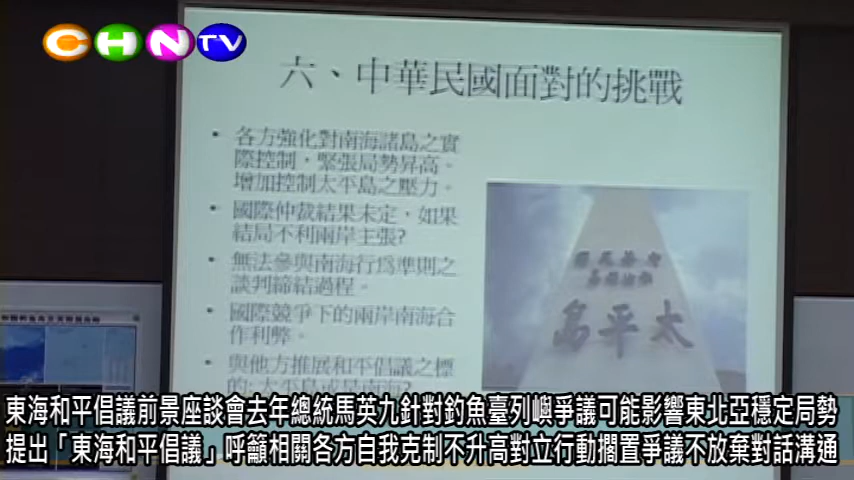 CHNTV
六、中華民國面對的挑戰
• 各方強化對南海諸島之實
際控制，緊張局勢昇高。
增加控制太平島之壓力。
• 國際仲裁結果未定，如果
結局不利兩岸主張?
• 無法參與南海行為準則之
談判締結過程。
• 國際競爭下的兩岸南海合
作利弊。
• 與他方推展和平倡議之標
的: 太平島或是南海?
太平島
東海和平倡議前景座談會去年總統馬英九針對釣魚臺列嶼爭議可能影響東北亞穩定局勢
提出「東海和平倡議」呼籲相關各方自我克制不升高對立行動擱置爭議不放棄對話溝通